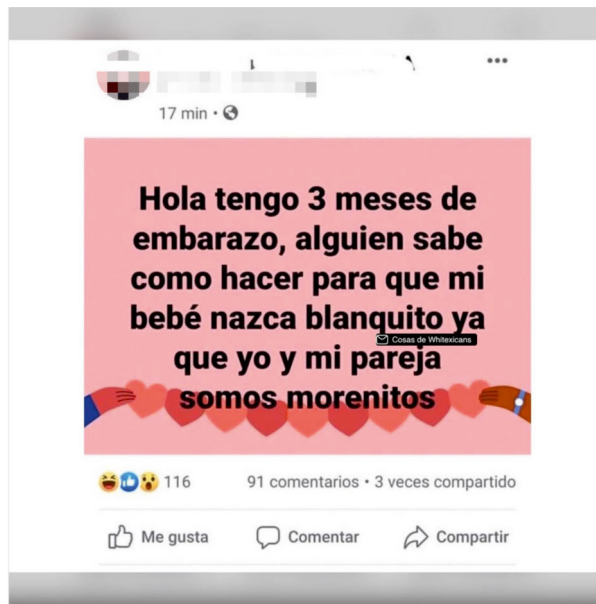 17 min
Hola tengo 3 meses de
embarazo, alguien sabe
como hacer para que mi
bebé nazca blanquito ya
Cosas de Whitexicans
que yo y mi pareja
somos morenitos
116
91 comentarios • 3 veces compartido
Me gusta
Comentar
Compartir